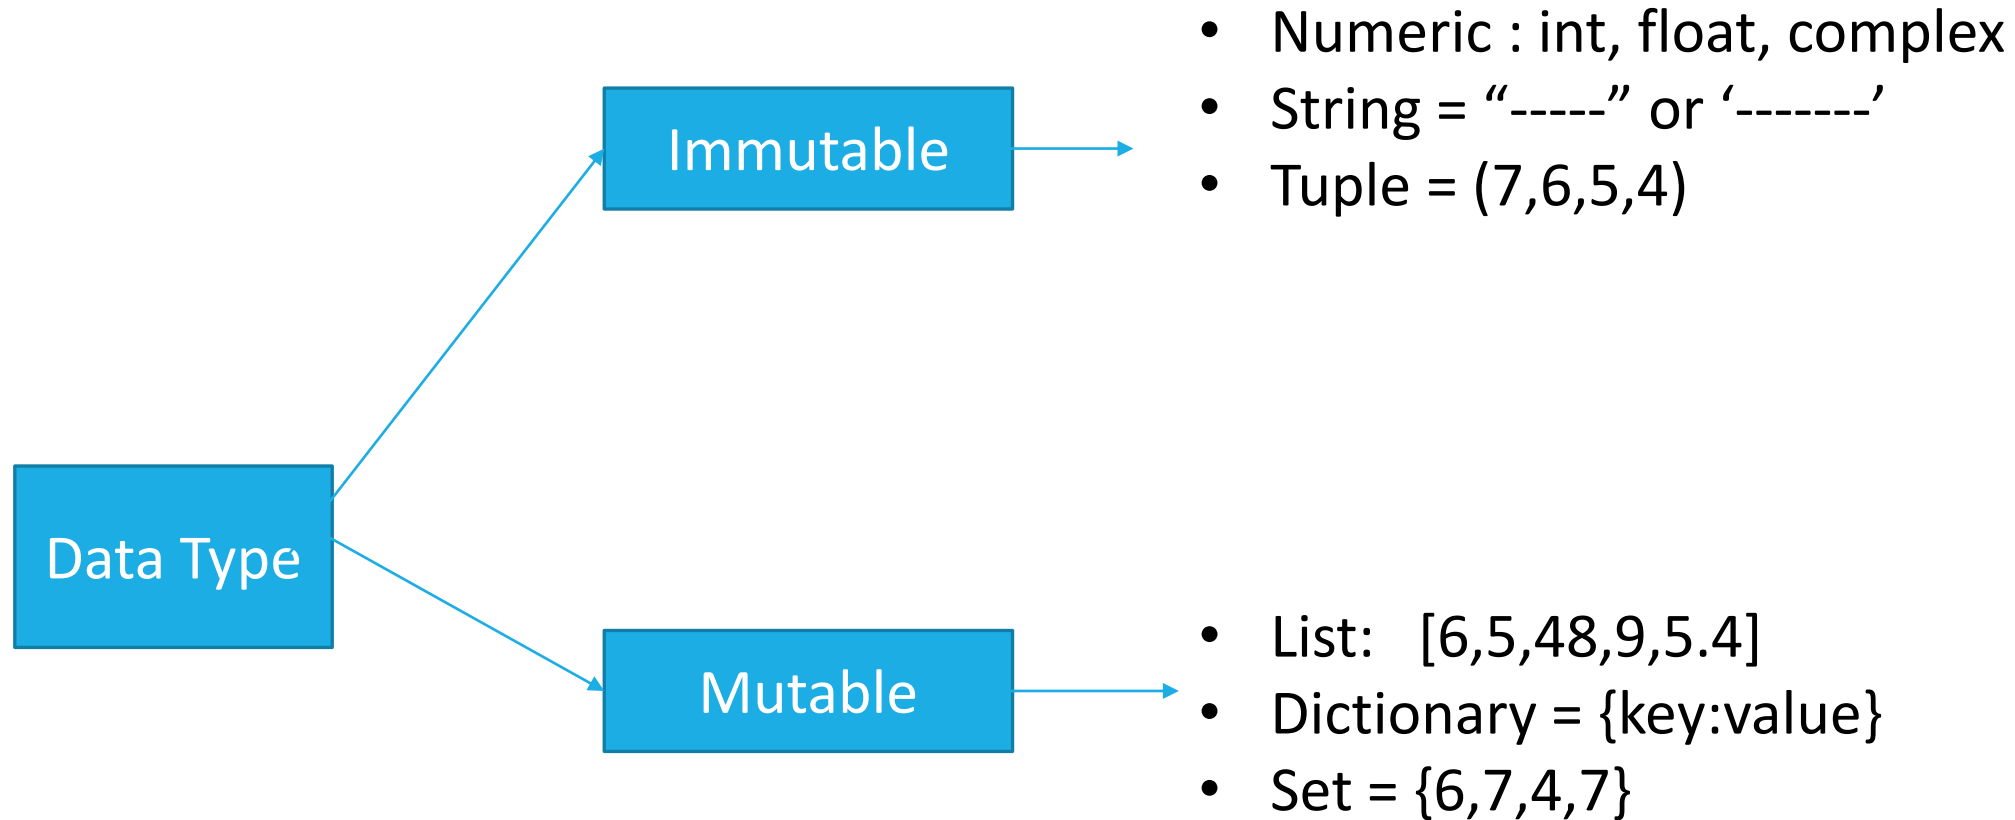 • Numeric : int, float, complex
• String = “-----” or ‘-------’
• Tuple = (7,6,5,4)
Immutable
Data Type
Mutable
• List: [6,5,48,9,5.4]
• Dictionary = {key:value}
• Set = {6,7,4,7}